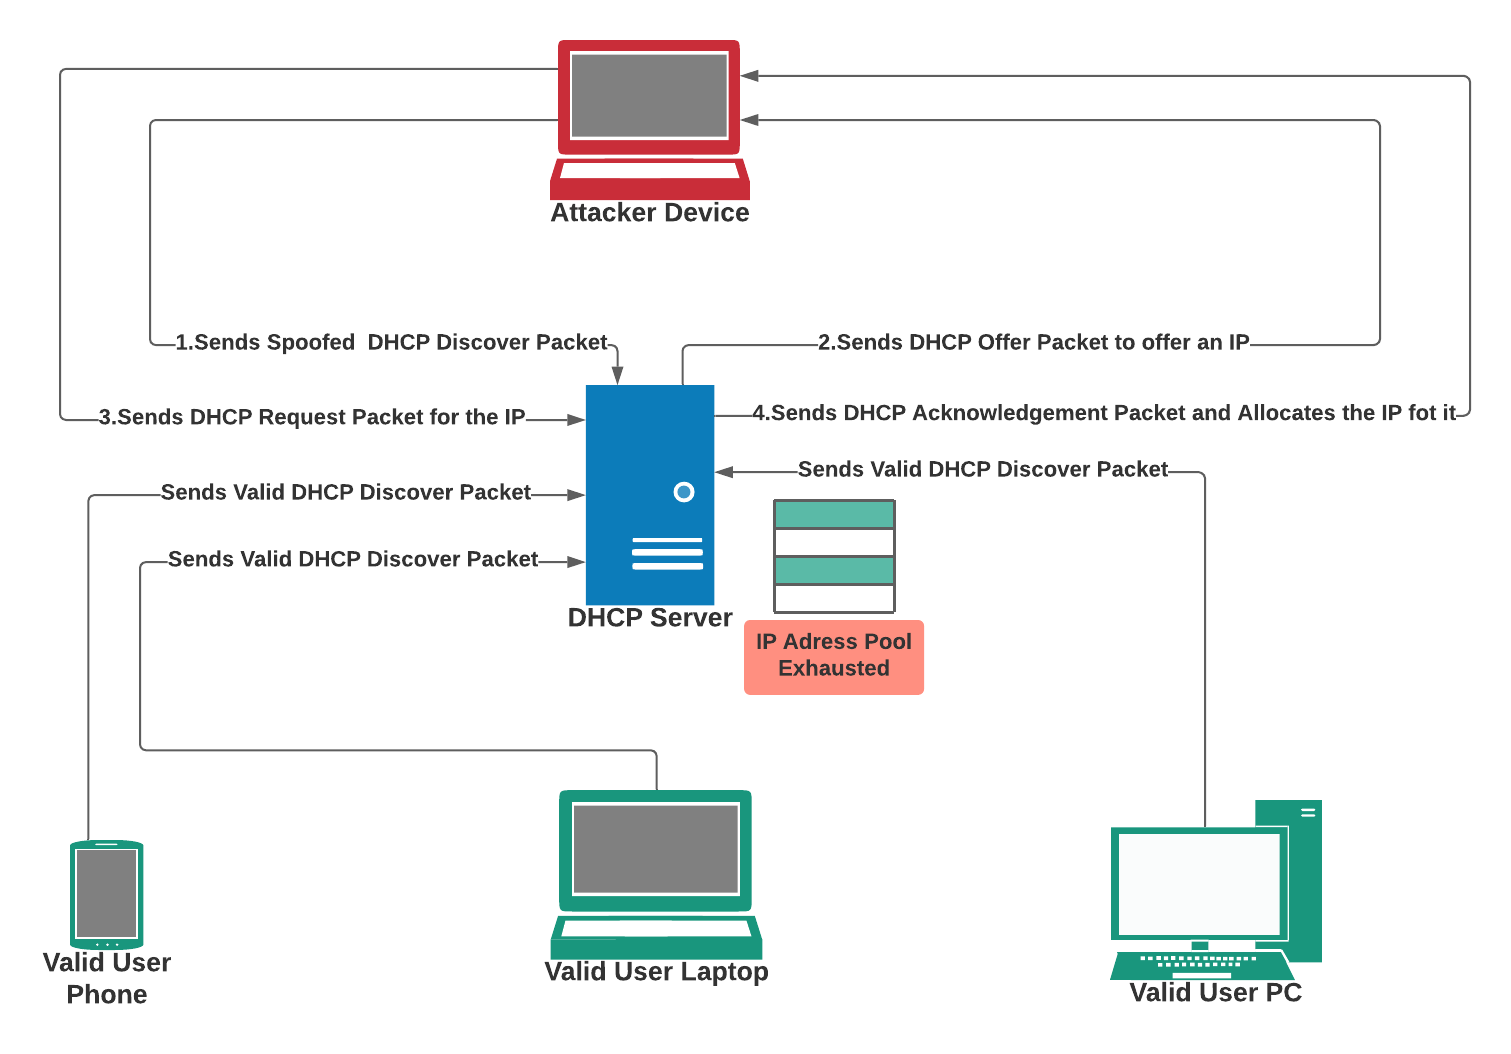 Attacker Device
1.Sends Spoofed  DHCP Discover Packet
2.Sends DHCP Offer Packet to offer an IP
3.Sends DHCP Request Packet for the IP
4.Sends DHCP Acknowledgement Packet and Allocates the IP fot it
Sends Valid DHCP Discover Packet
Sends Valid DHCP Discover Packet
Sends Valid DHCP Discover Packet
DHCP Server
IP Adress Pool
Exhausted
Valid User
Phone
Valid User Laptop
Valid User PC